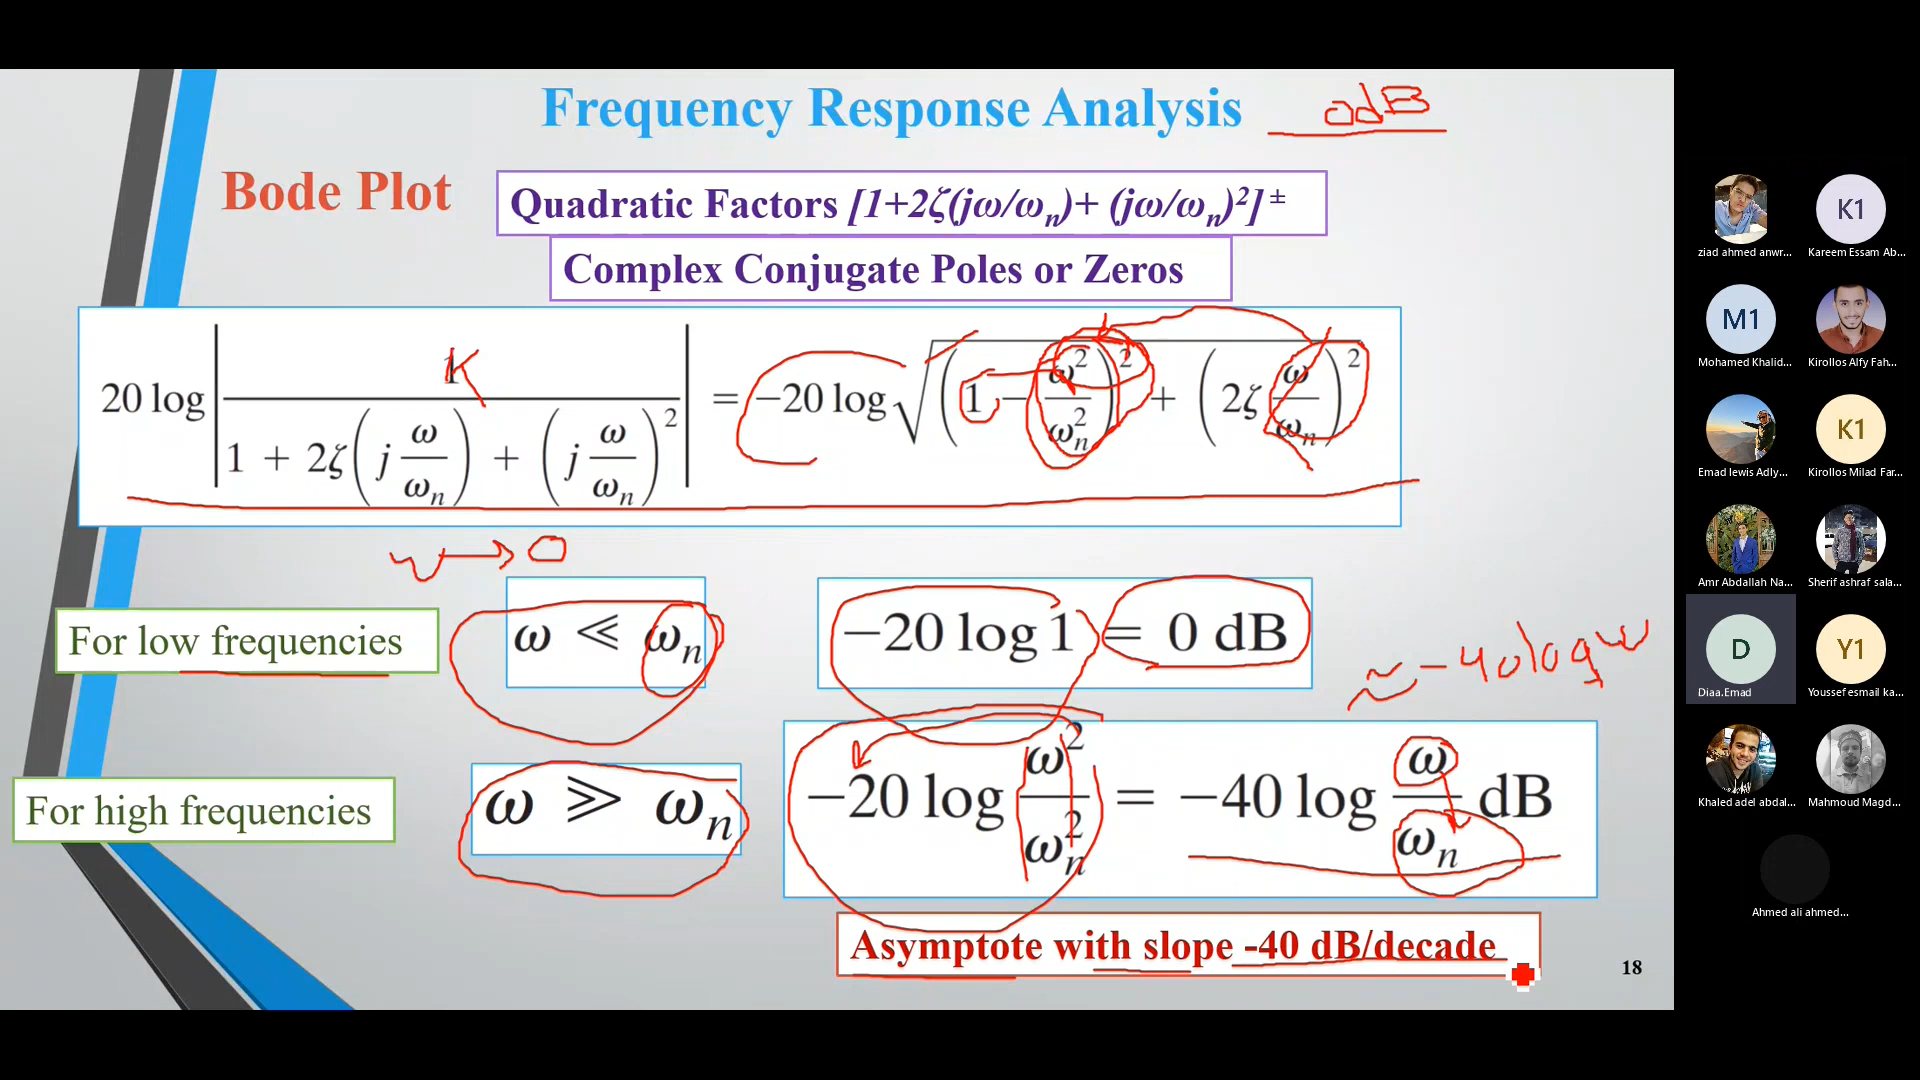 Frequency Response Analysis
0dB
Bode Plot
Quadratic Factors [1+2ζ(jω/ωn)+ (jω/ωn)²] ±
Complex Conjugate Poles or Zeros
20 log | 1 / (1 + 2ζ(j ω/ωn) + (j ω/ωn)²) | = −20 log √((1 − ω²/ωn²)² + (2ζ ω/ωn)²)
K
w → 0
For low frequencies
ω ≪ ωn
−20 log 1 = 0 dB
≈ −40 log w
For high frequencies
ω ≫ ωn
−20 log ω²/ωn² = −40 log ω/ωn dB
Asymptote with slope -40 dB/decade
18
ziad ahmed anwr...
K1
Kareem Essam Ab...
M1
Mohamed Khalid...
Kirollos Alfy Fah...
Emad lewis Adly...
K1
Kirollos Milad Far...
Amr Abdallah Na...
Sherif ashraf sala...
D
Diaa.Emad
Y1
Youssef esmail ka...
Khaled adel abdal...
Mahmoud Magd...
Ahmed ali ahmed...